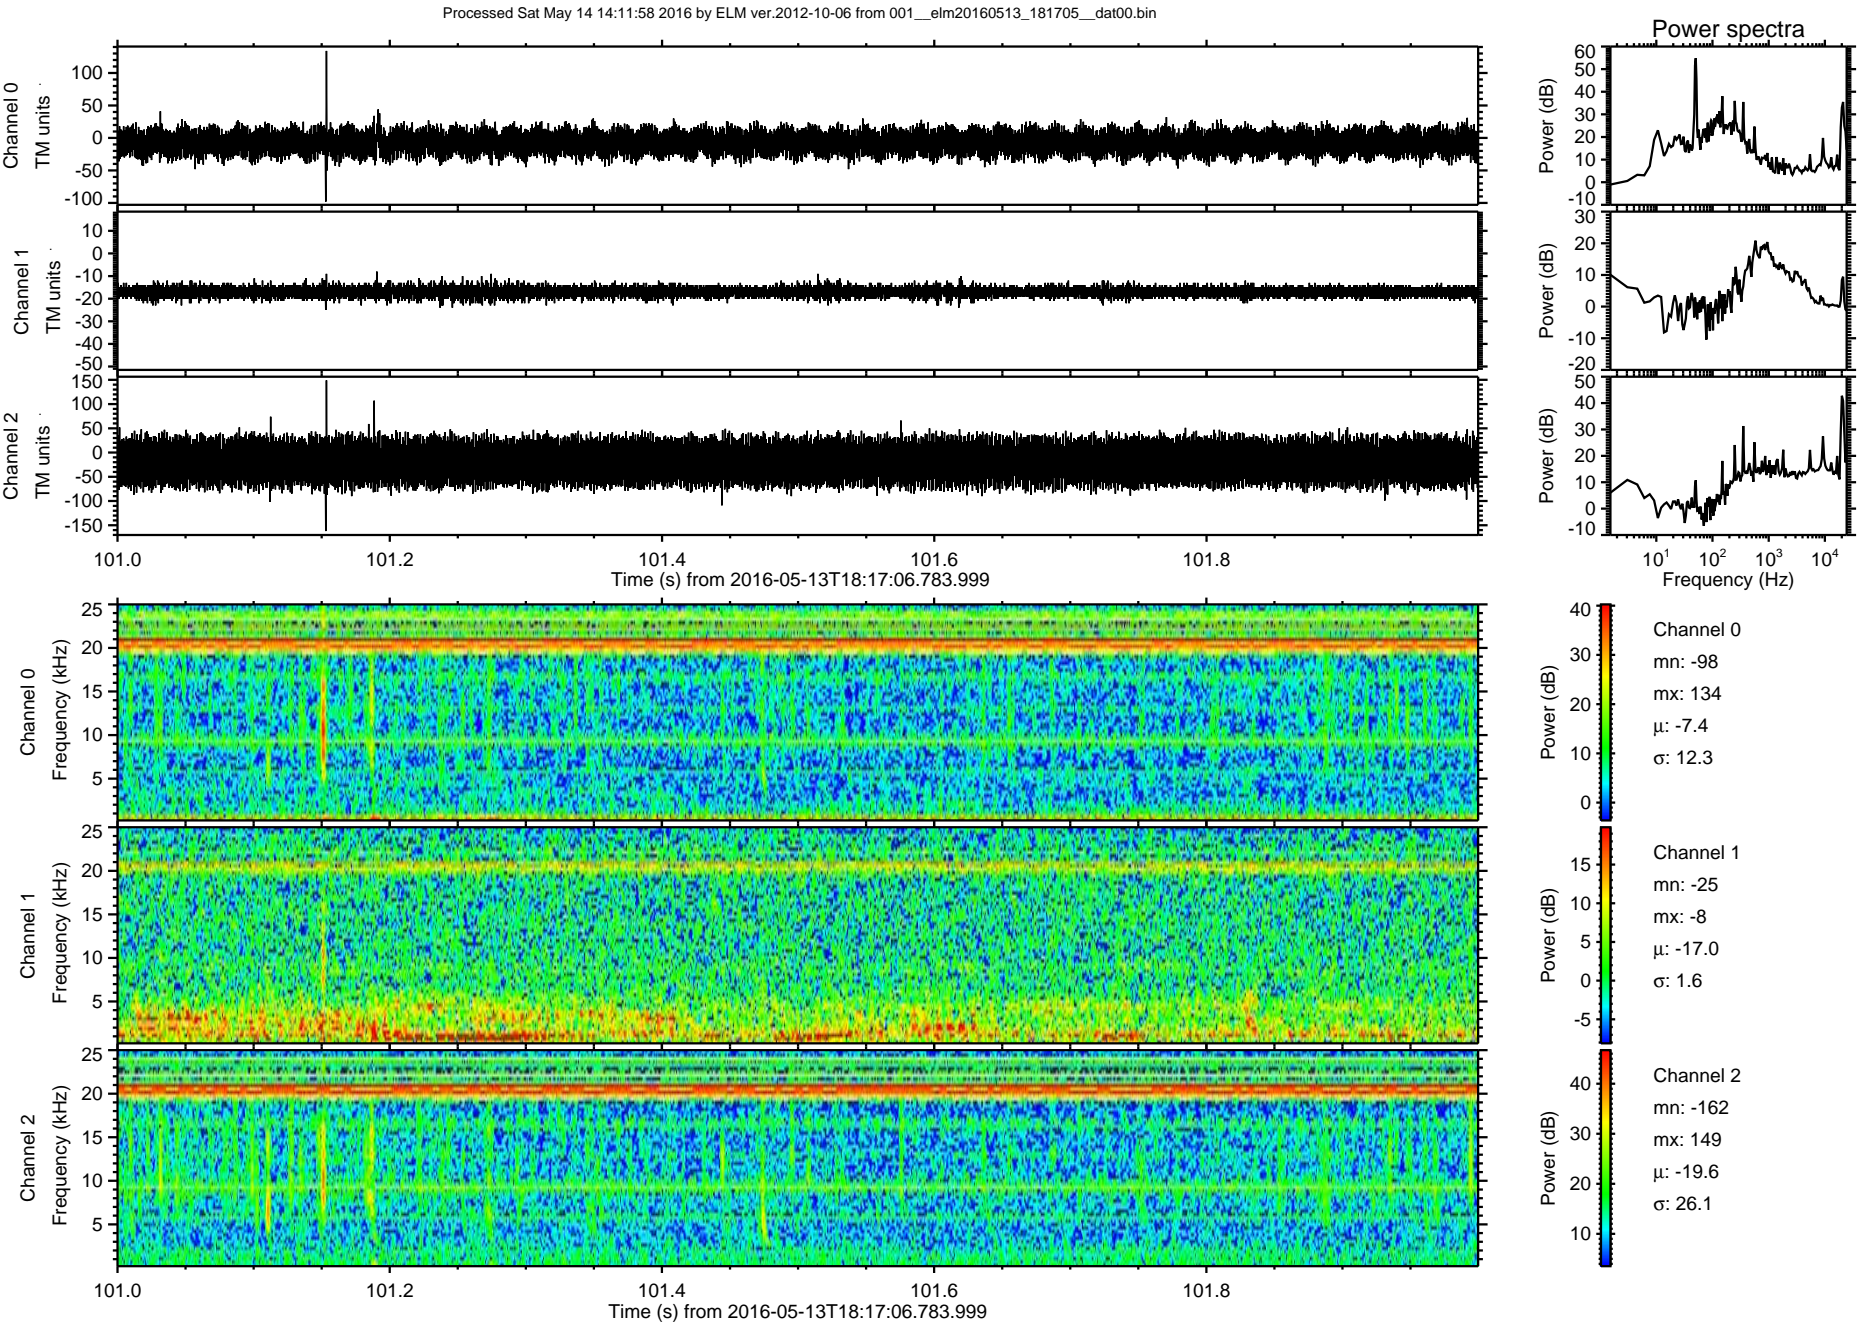 Processed Sat May 14 14:11:58 2016 by ELM ver.2012-10-06 from 001__elm20160513_181705__dat00.bin
Power spectra
Channel 0
TM units
100
50
0
-50
-100
Power (dB)
60
50
40
30
20
10
0
-10
Channel 1
TM units
10
0
-10
-20
-30
-40
-50
Power (dB)
30
20
10
0
-10
-20
Channel 2
TM units
150
100
50
0
-50
-100
-150
Power (dB)
50
40
30
20
10
0
-10
101.0 101.2 101.4 101.6 101.8
Time (s) from 2016-05-13T18:17:06.783.999
10¹ 10² 10³ 10⁴
Frequency (Hz)
Channel 0
Frequency (kHz)
25
20
15
10
5
Power (dB)
40
30
20
10
0
Channel 0
mn: -98
mx: 134
μ: -7.4
σ: 12.3
Channel 1
Frequency (kHz)
25
20
15
10
5
Power (dB)
15
10
5
0
-5
Channel 1
mn: -25
mx: -8
μ: -17.0
σ: 1.6
Channel 2
Frequency (kHz)
25
20
15
10
5
Power (dB)
40
30
20
10
Channel 2
mn: -162
mx: 149
μ: -19.6
σ: 26.1
101.0 101.2 101.4 101.6 101.8
Time (s) from 2016-05-13T18:17:06.783.999